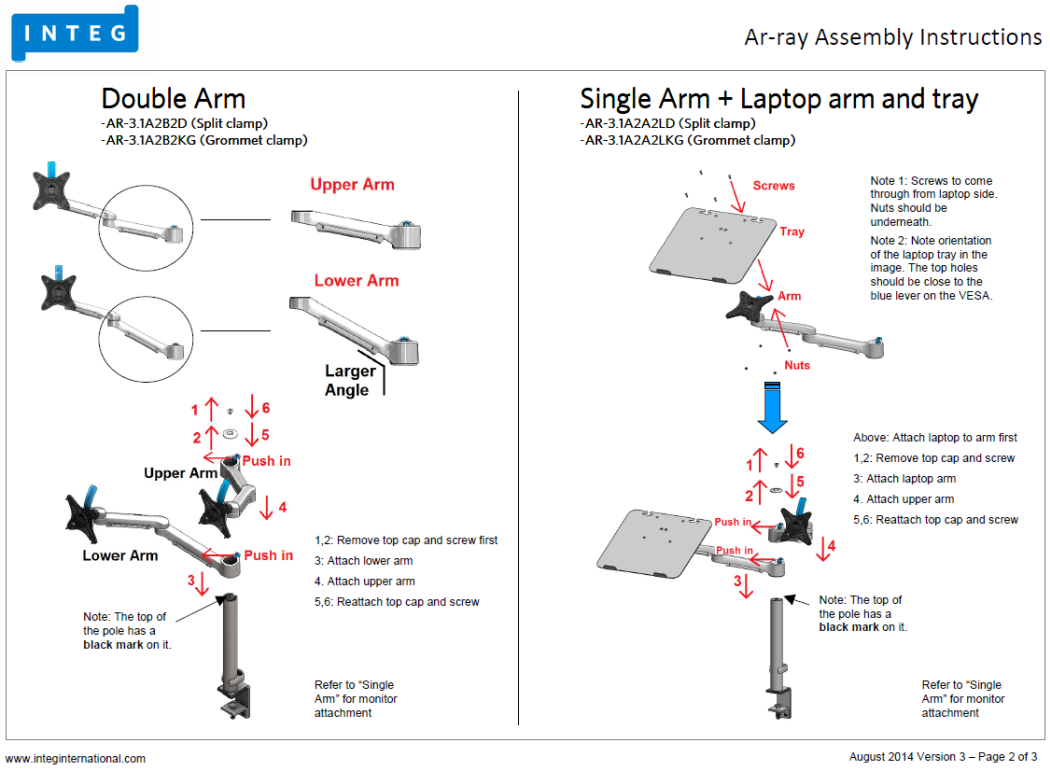 INTEG
Ar-ray Assembly Instructions
Double Arm
-AR-3.1A2B2D (Split clamp)
-AR-3.1A2B2KG (Grommet clamp)
Upper Arm
Lower Arm
Larger
Angle
1
6
2
5
Push in
Upper Arm
4
Lower Arm
Push in
3
1,2: Remove top cap and screw first
3: Attach lower arm
4. Attach upper arm
5,6: Reattach top cap and screw
Note: The top of
the pole has a
black mark on it.
Refer to “Single
Arm” for monitor
attachment
Single Arm + Laptop arm and tray
-AR-3.1A2A2LD (Split clamp)
-AR-3.1A2A2LKG (Grommet clamp)
Screws
Tray
Arm
Nuts
Note 1: Screws to come
through from laptop side.
Nuts should be
underneath.
Note 2: Note orientation
of the laptop tray in the
image. The top holes
should be close to the
blue lever on the VESA.
1
6
2
5
Push in
Push in
4
3
Above: Attach laptop to arm first
1,2: Remove top cap and screw
3: Attach laptop arm
4. Attach upper arm
5,6: Reattach top cap and screw
Note: The top of
the pole has a
black mark on it.
Refer to “Single
Arm” for monitor
attachment
www.integinternational.com
August 2014 Version 3 – Page 2 of 3